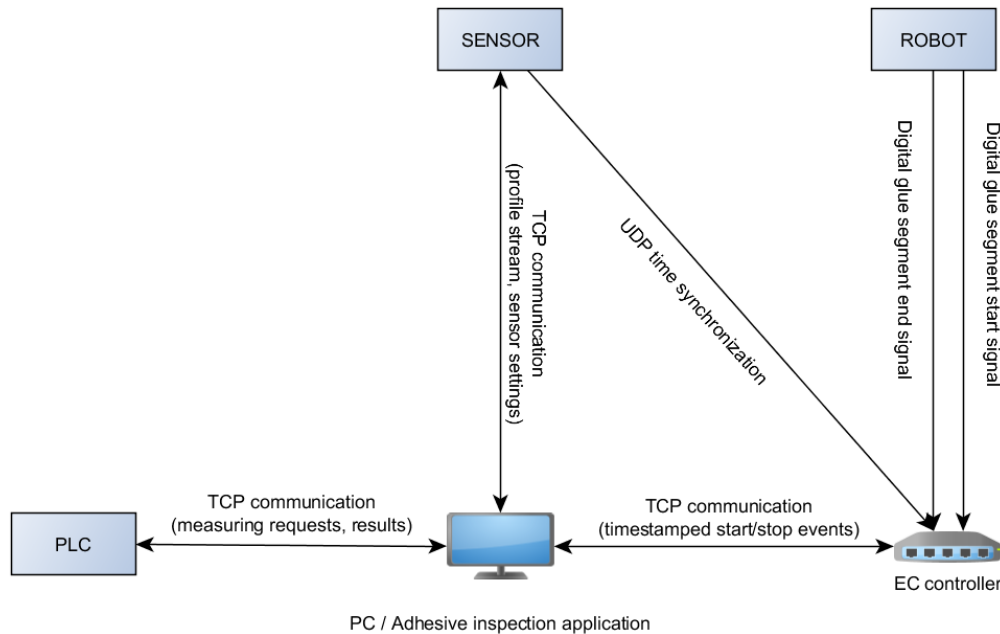 SENSOR
ROBOT
TCP communication
(profile stream, sensor settings)
UDP time synchronization
Digital glue segment end signal
Digital glue segment start signal
TCP communication
(measuring requests, results)
TCP communication
(timestamped start/stop events)
PLC
EC controller
PC / Adhesive inspection application